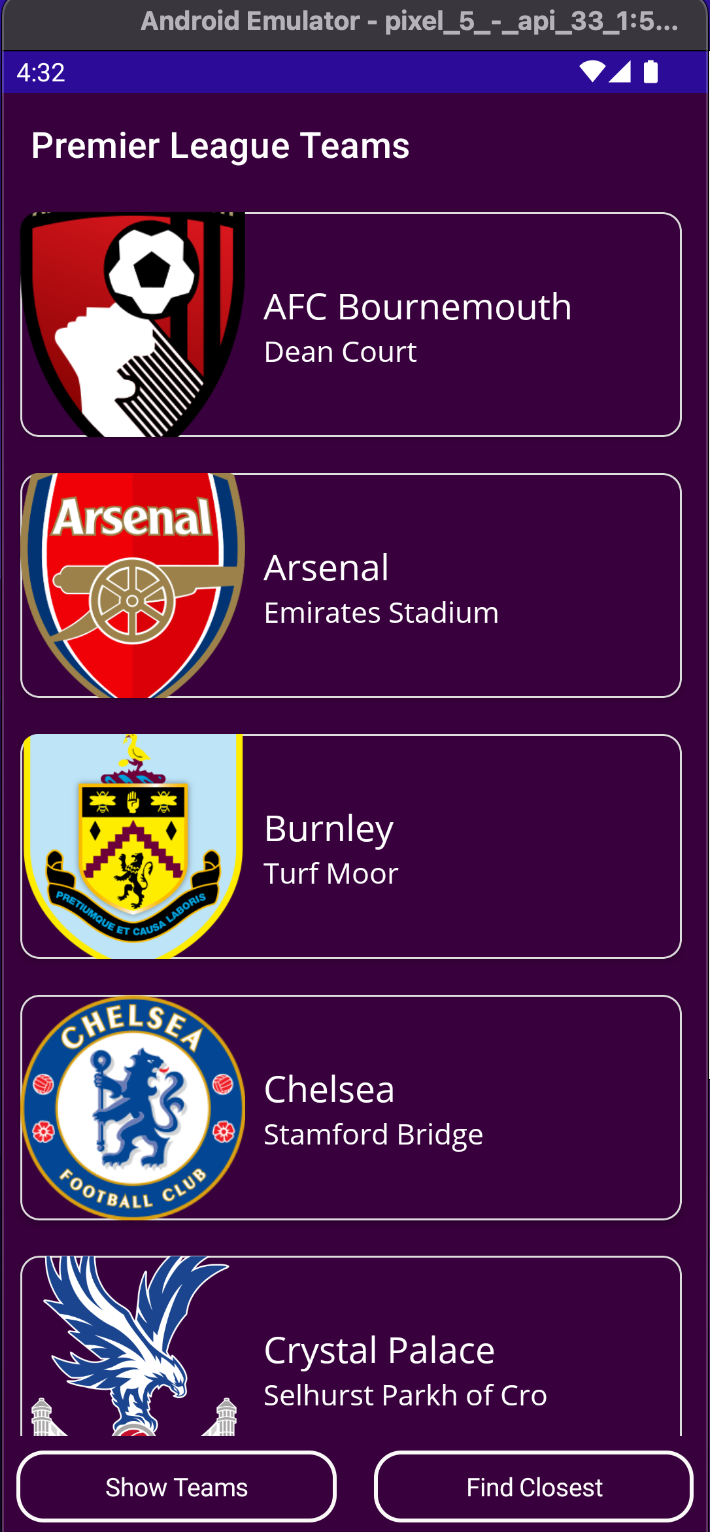 Android Emulator - pixel_5_-_api_33_1:5...
4:32
Premier League Teams
AFC Bournemouth
Dean Court
Arsenal
Arsenal
Emirates Stadium
PRETIUMQUE ET CAUSA LABORIS
Burnley
Turf Moor
CHELSEA
FOOTBALL CLUB
Chelsea
Stamford Bridge
Crystal Palace
Selhurst Parkh of Cro
Show Teams
Find Closest